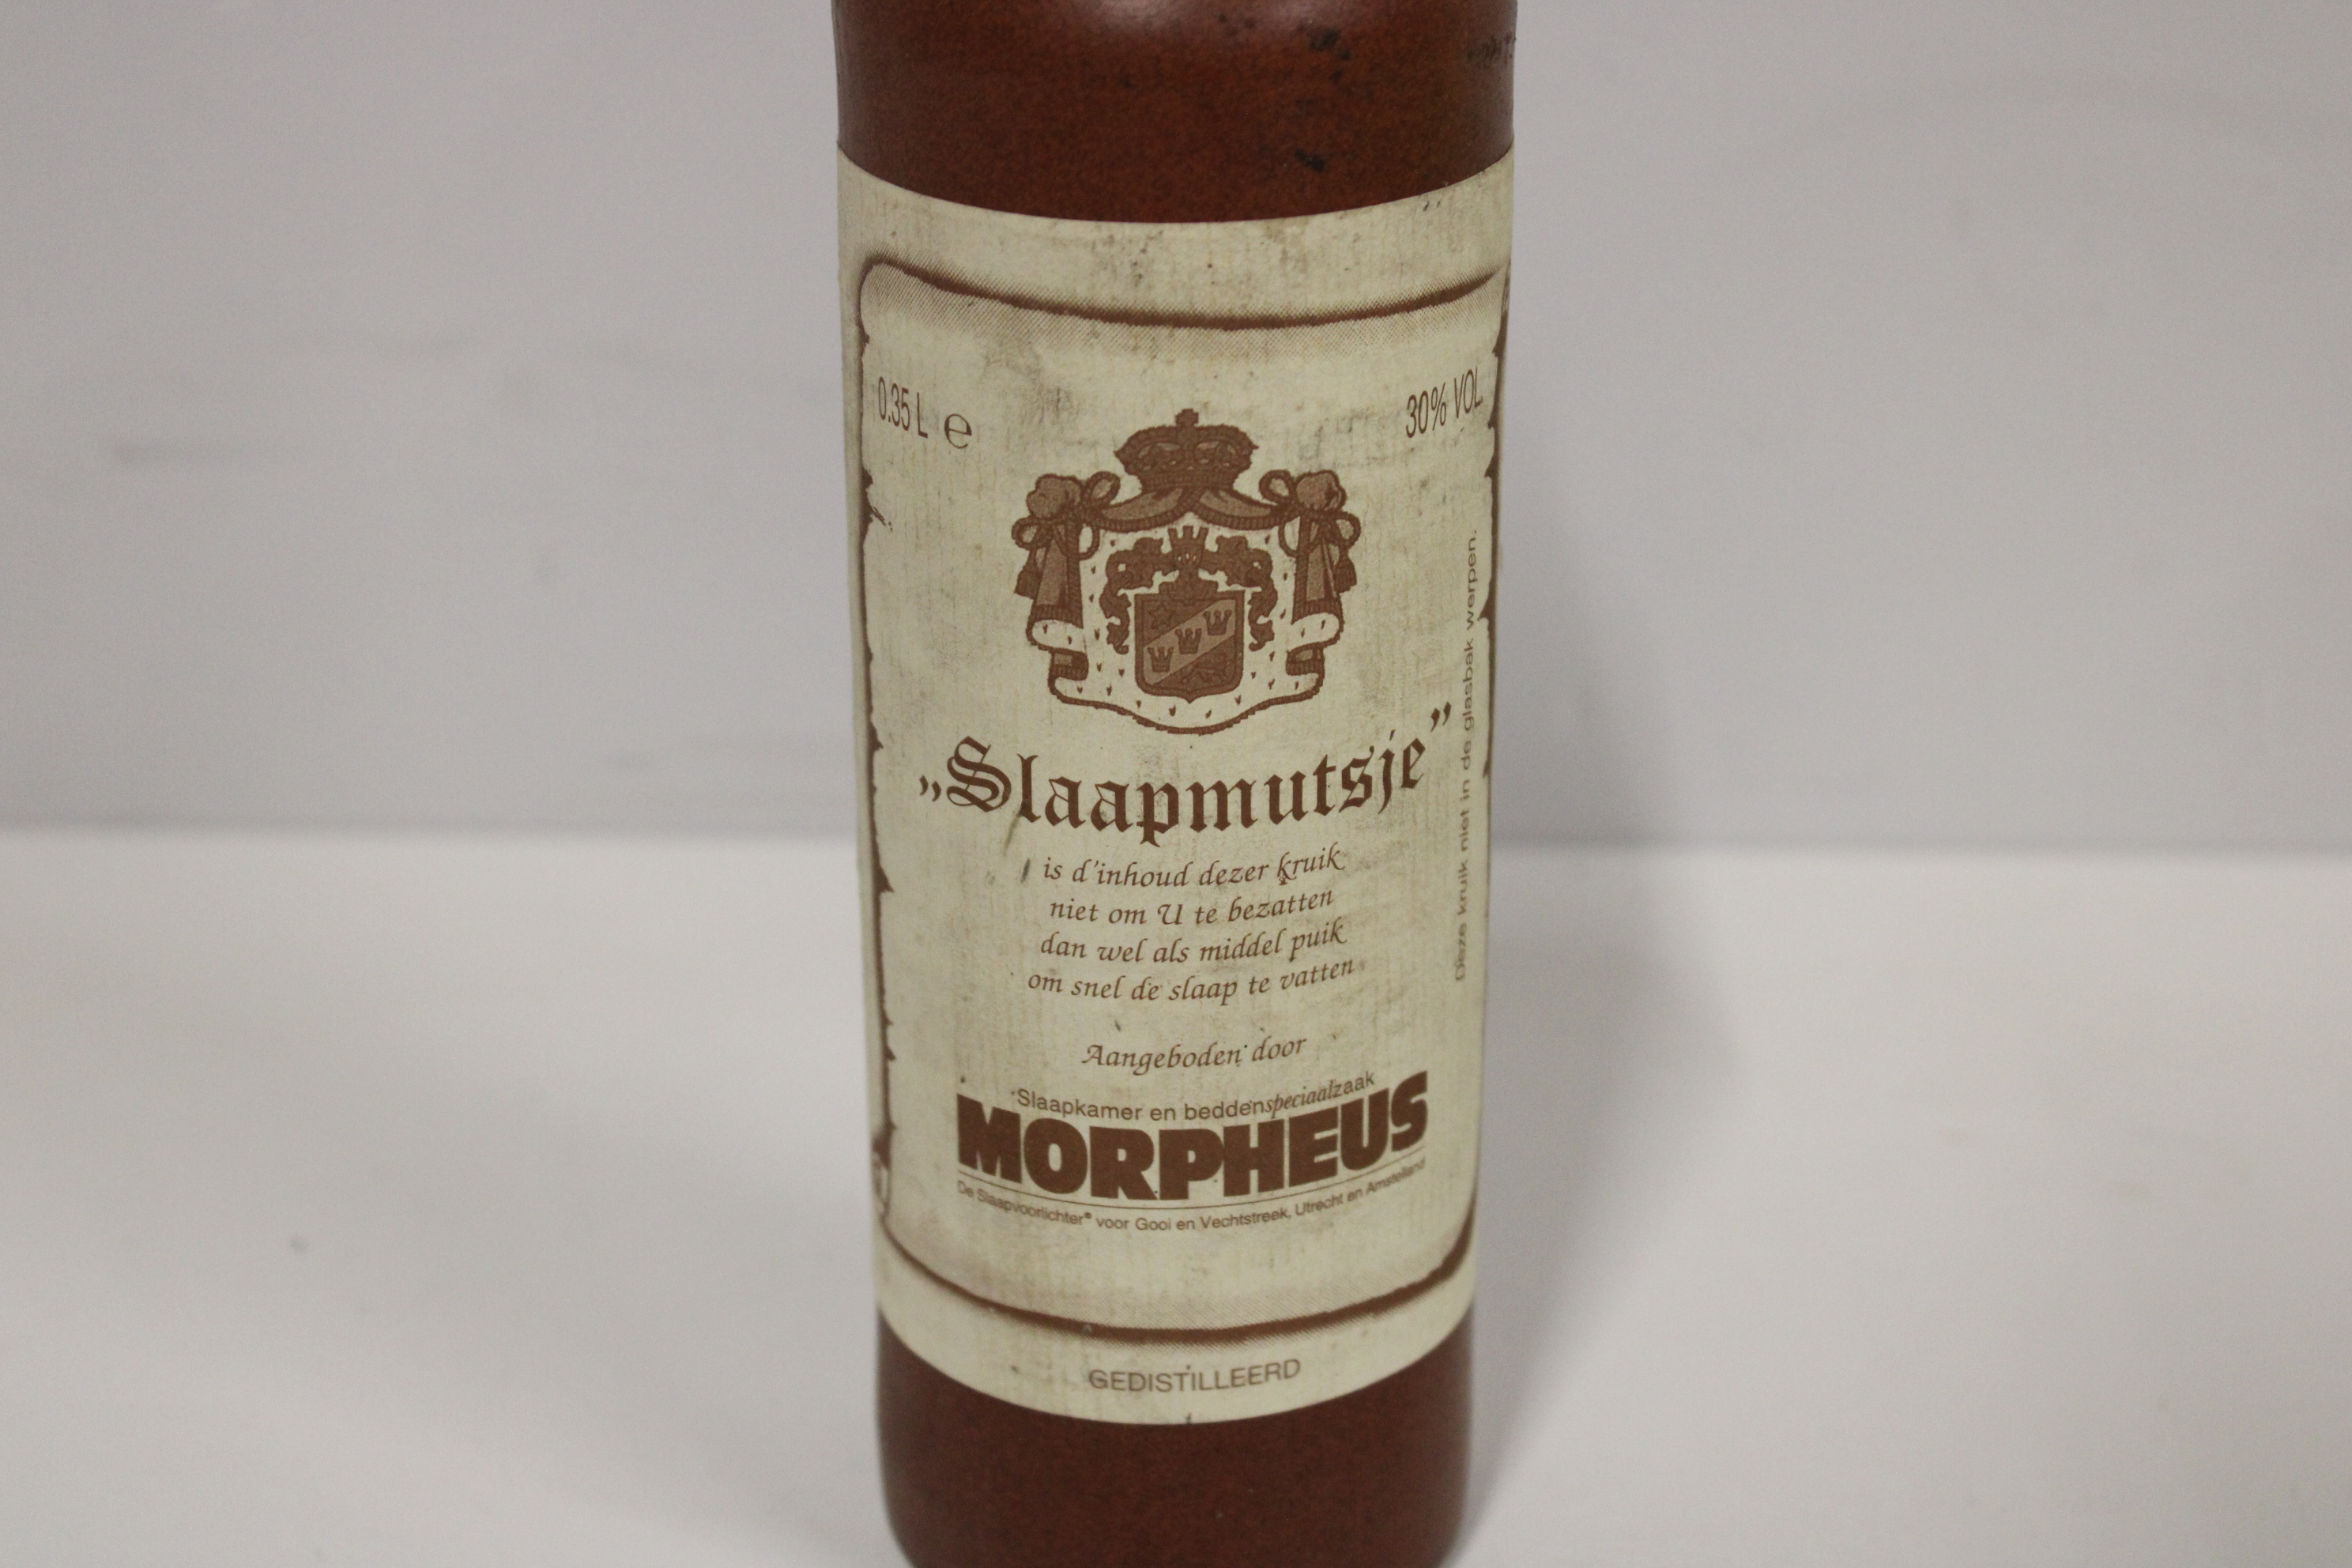 0.35 L e
30% VOL.
„Slaapmutsje”
is d'inhoud dezer kruik
niet om U te bezatten
dan wel als middel puik
om snel de slaap te vatten
Aangeboden door
Slaapkamer en beddenspeciaalzaak
MORPHEUS
De Slaapvoorlichter® voor Gooi en Vechtstreek, Utrecht en Amstelland
GEDISTILLEERD
Deze kruik niet in de glasbak werpen.